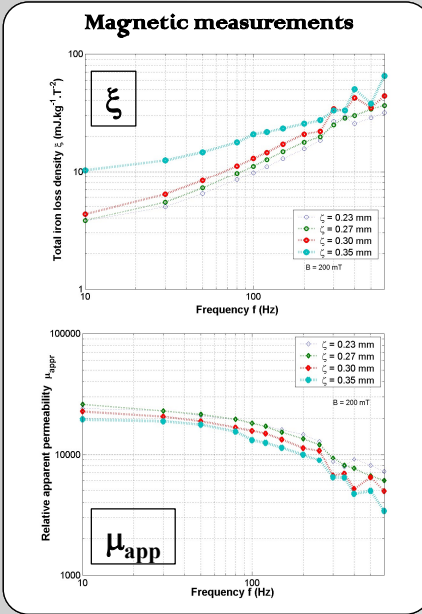 Magnetic measurements
100
10
1
Total iron loss density ξ (mJ.kg⁻¹.T⁻²)
ξ
ζ = 0.23 mm
ζ = 0.27 mm
ζ = 0.30 mm
ζ = 0.35 mm
B = 200 mT
10
100
Frequency f (Hz)
100000
10000
1000
Relative apparent permeability μappr
ζ = 0.23 mm
ζ = 0.27 mm
ζ = 0.30 mm
ζ = 0.35 mm
B = 200 mT
μapp
10
100
Frequency f (Hz)